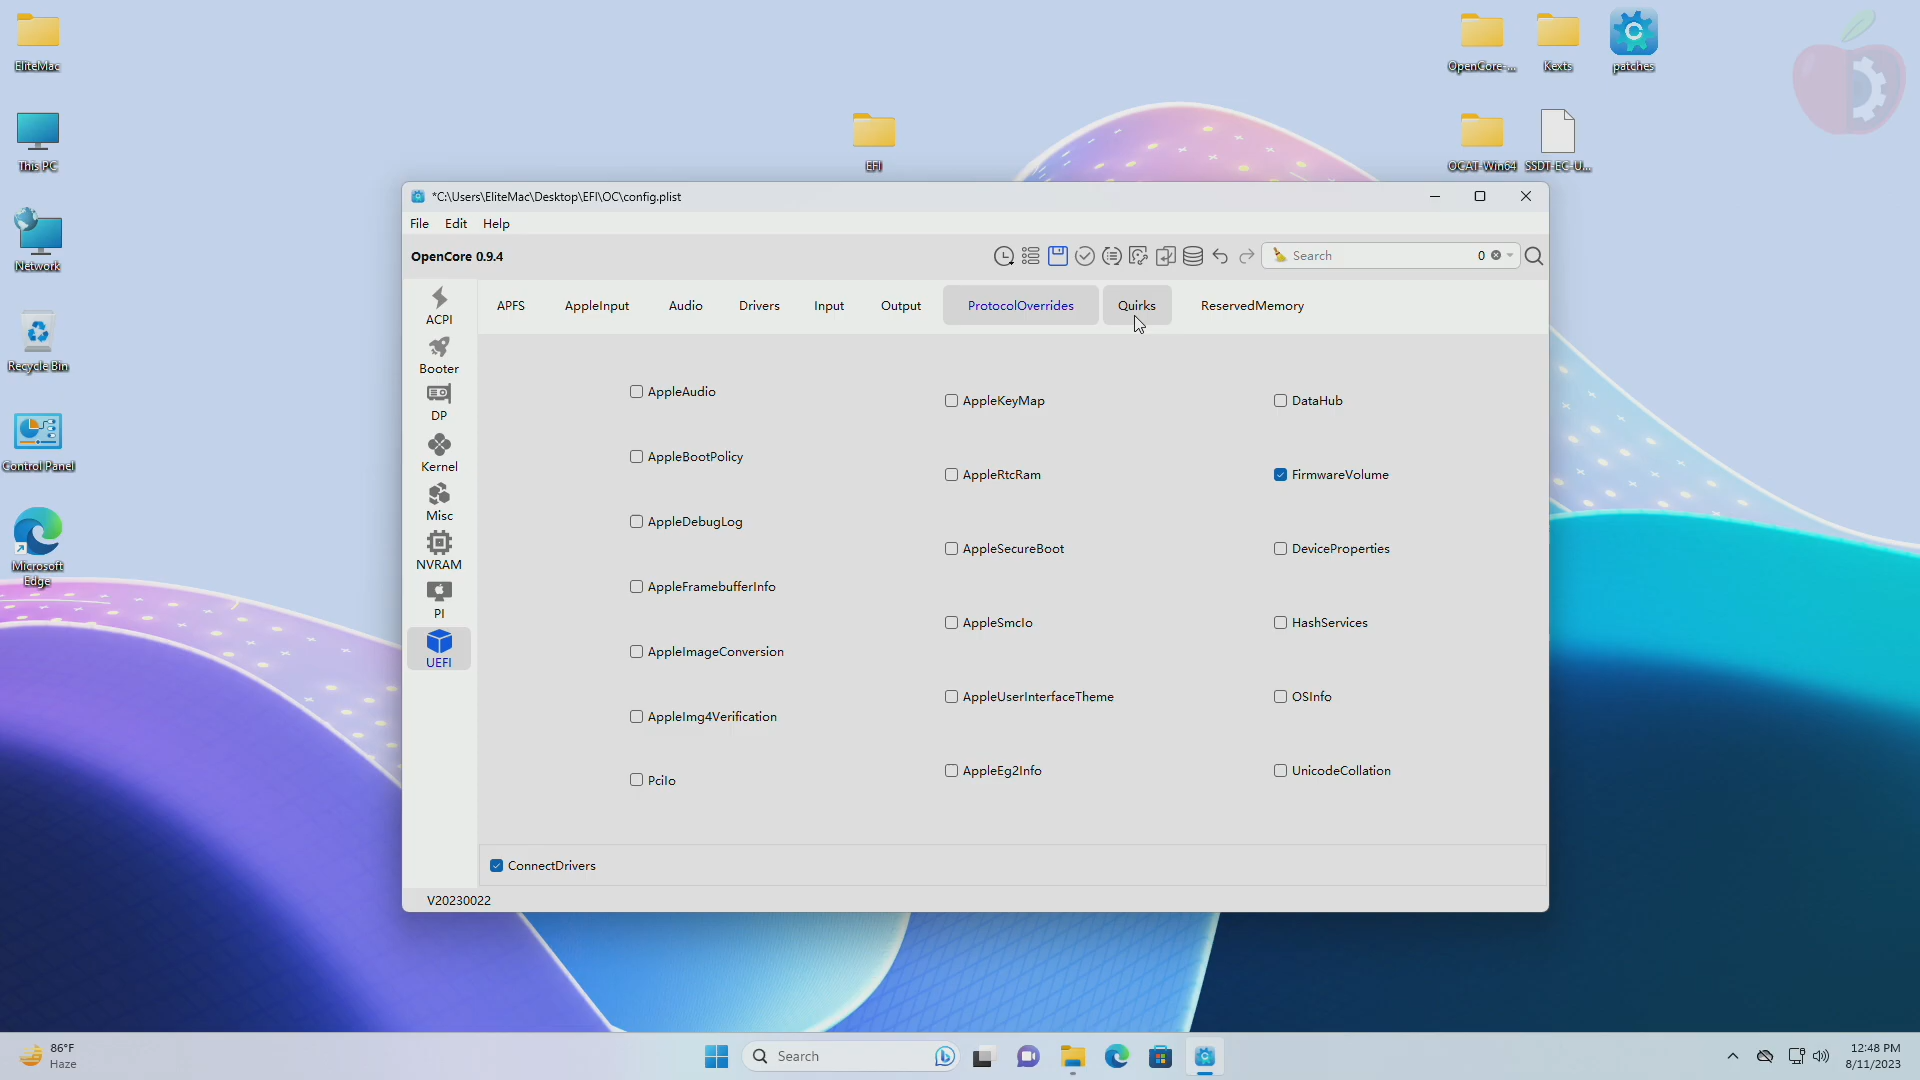 EliteMac
This PC
Network
Recycle Bin
Control Panel
Microsoft
Edge
EFI
OpenCore-...
Kexts
patches
OCAT-Win64
SSDT-EC-U...
*C:\Users\EliteMac\Desktop\EFI\OC\config.plist
File Edit Help
OpenCore 0.9.4
Search
0
ACPI
Booter
DP
Kernel
Misc
NVRAM
PI
UEFI
APFS AppleInput Audio Drivers Input Output ProtocolOverrides Quirks ReservedMemory
AppleAudio
AppleBootPolicy
AppleDebugLog
AppleFramebufferInfo
AppleImageConversion
AppleImg4Verification
PciIo
AppleKeyMap
AppleRtcRam
AppleSecureBoot
AppleSmcIo
AppleUserInterfaceTheme
AppleEg2Info
DataHub
FirmwareVolume
DeviceProperties
HashServices
OSInfo
UnicodeCollation
ConnectDrivers
V20230022
86°F
Haze
Search
12:48 PM
8/11/2023